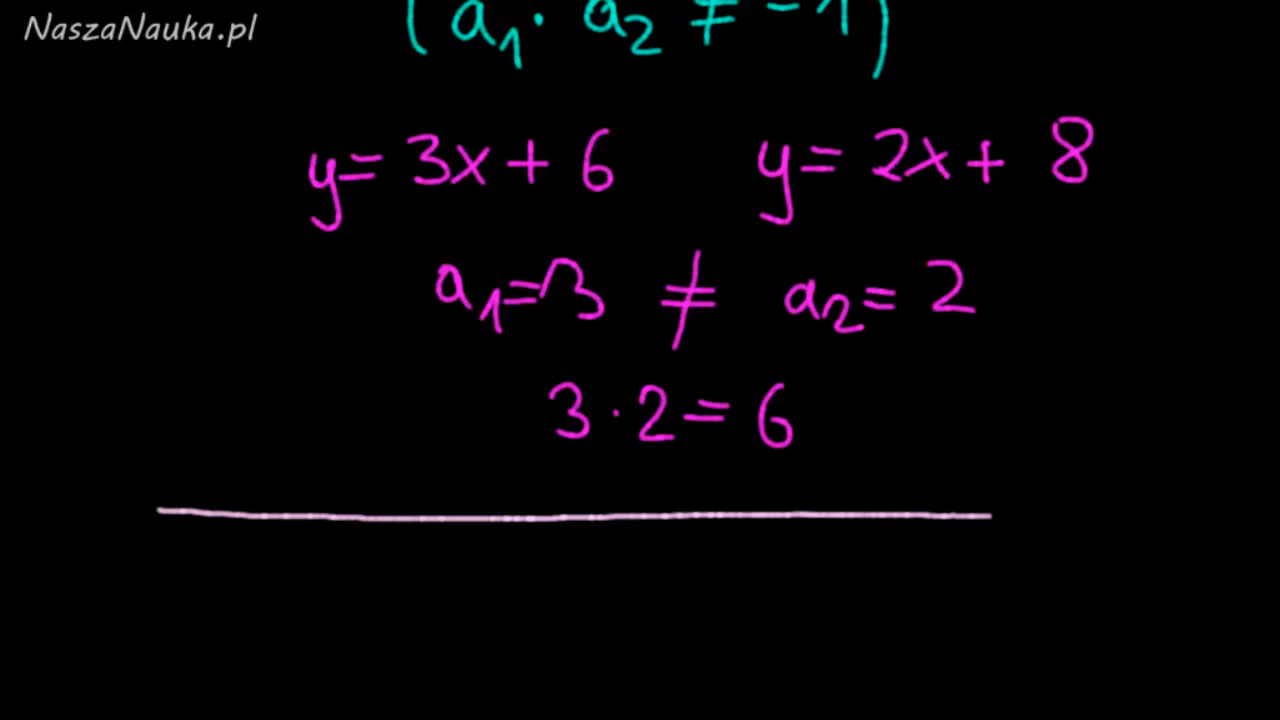 NaszaNauka.pl
(a₁ · a₂ ≠ -1)
y = 3x + 6 y = 2x + 8
a₁ = 3 ≠ a₂ = 2
3 · 2 = 6